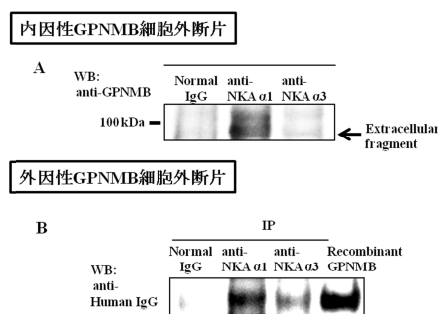 内因性GPNMB細胞外断片
A
WB:
anti-GPNMB
Normal IgG
anti-NKA α1
anti-NKA α3
100kDa
Extracellular fragment
外因性GPNMB細胞外断片
B
IP
WB:
anti-Human IgG
Normal IgG
anti-NKA α1
anti-NKA α3
Recombinant GPNMB